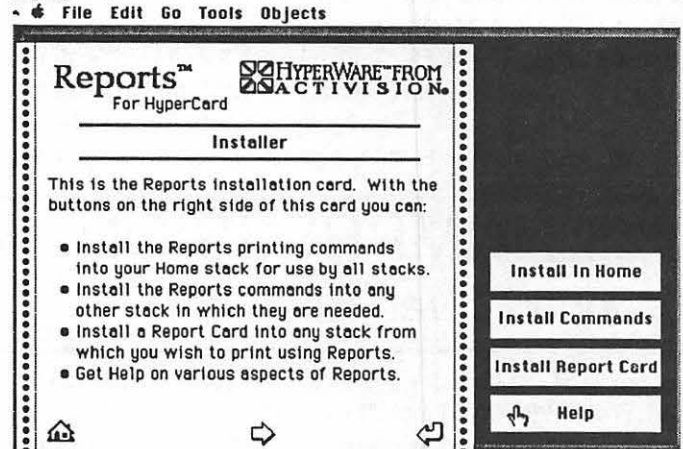 File Edit Go Tools Objects
Reports™
For HyperCard
HYPERWARE™FROM
ACTIVISION.
Installer
This is the Reports installation card. With the
buttons on the right side of this card you can:
● Install the Reports printing commands
into your Home stack for use by all stacks.
● Install the Reports commands into any
other stack in which they are needed.
● Install a Report Card into any stack from
which you wish to print using Reports.
● Get Help on various aspects of Reports.
Install In Home
Install Commands
Install Report Card
Help